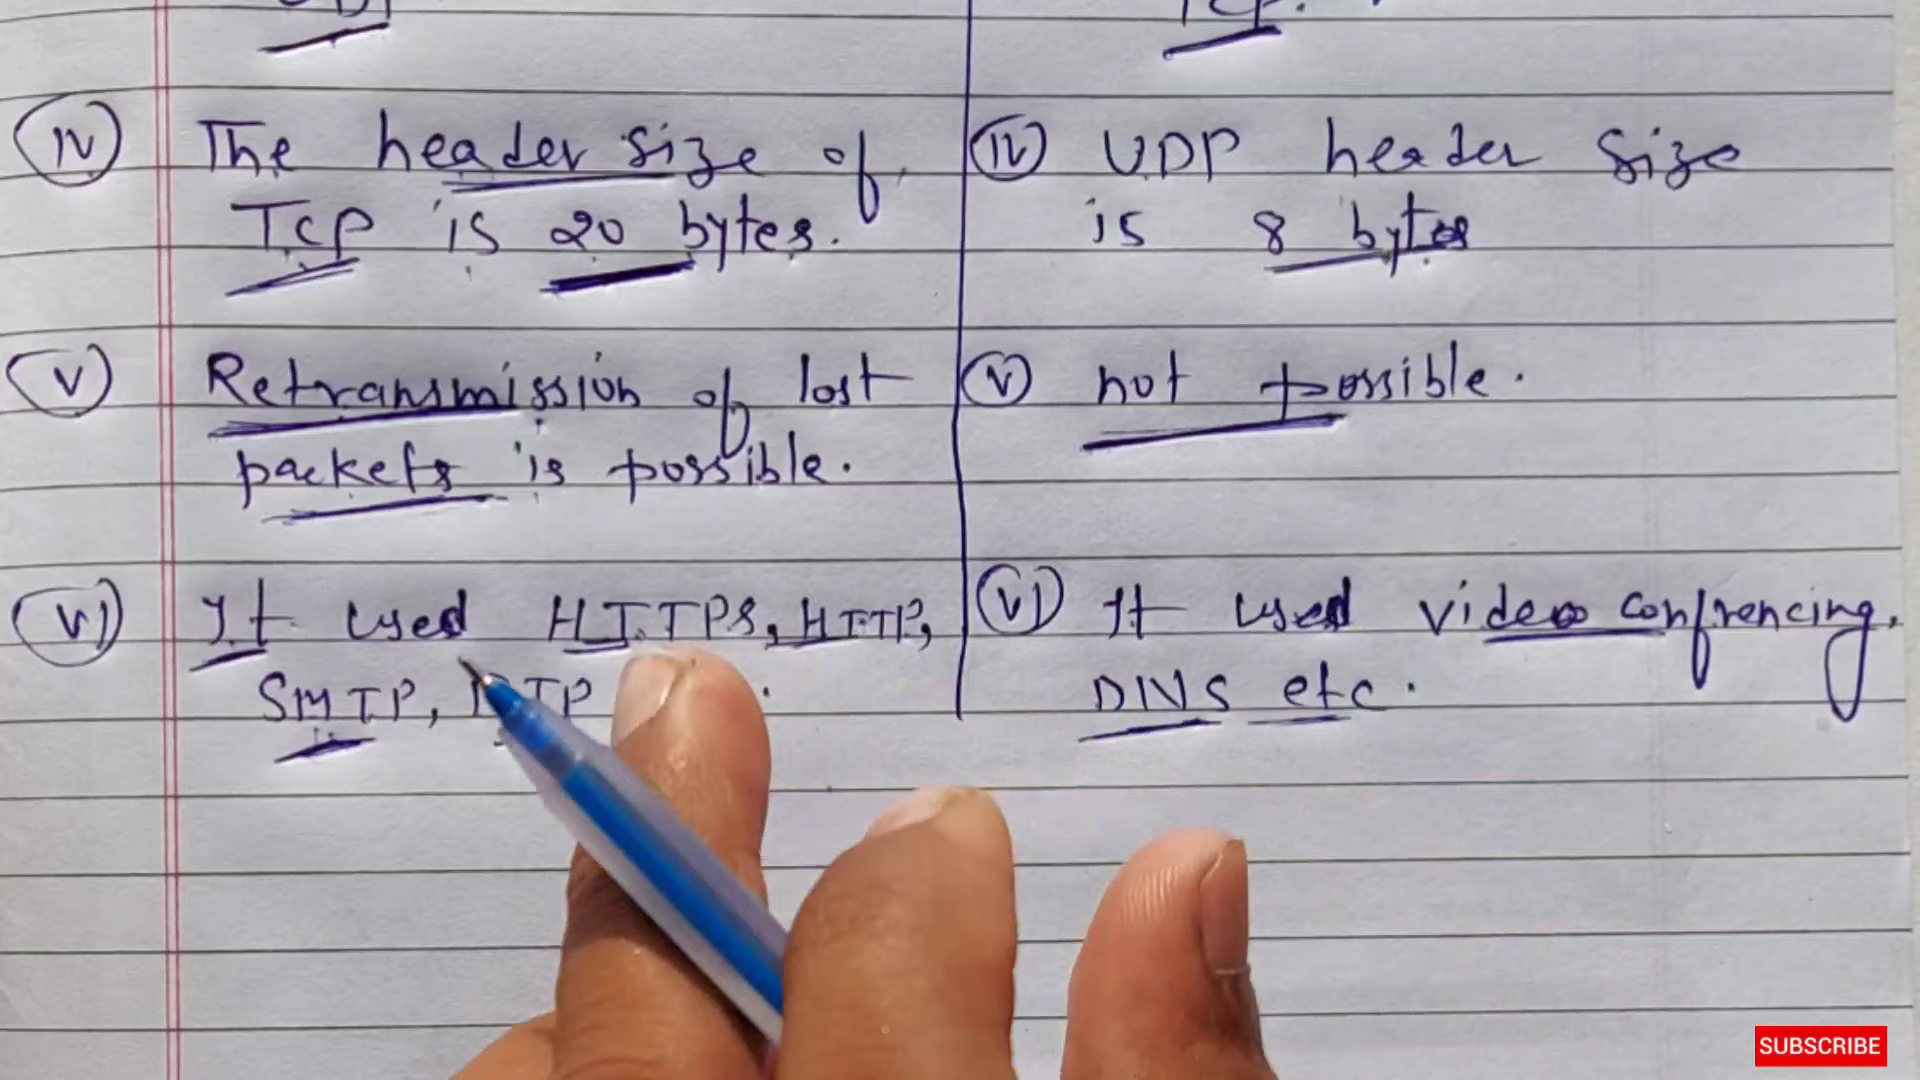 TCP.
IV The header size of
TCP is 20 bytes.
V Retransmission of lost
packets is possible.
VI It used HTTPS, HTTP,
SMTP,
IV UDP header size
is 8 bytes
V not possible.
VI It used video confrencing,
DNS etc.
SUBSCRIBE